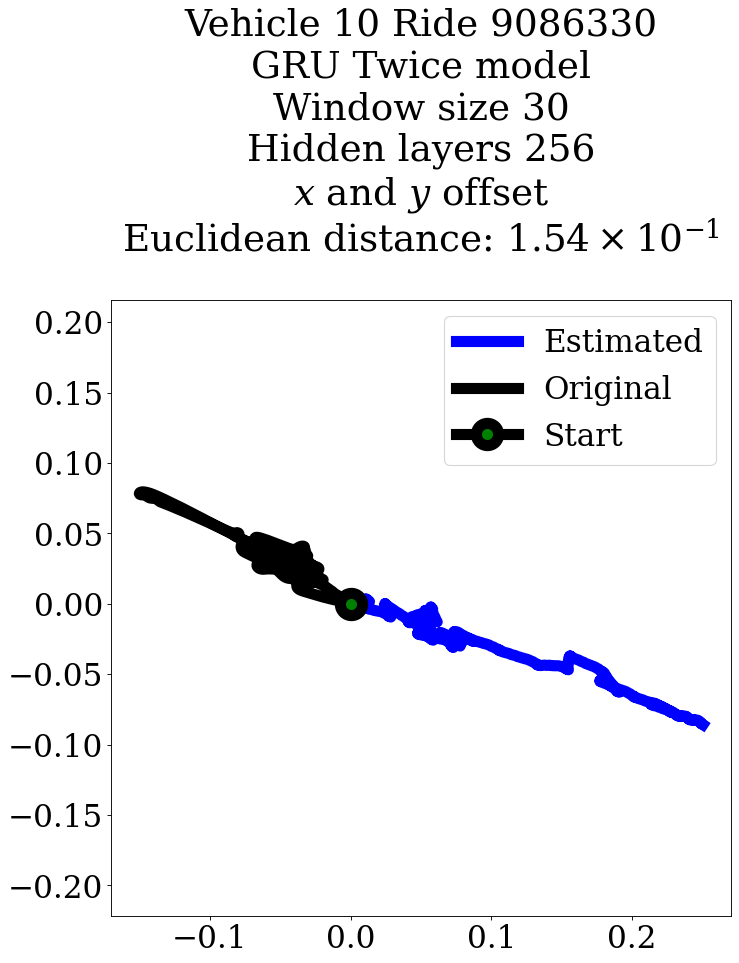 Vehicle 10 Ride 9086330
GRU Twice model
Window size 30
Hidden layers 256
x and y offset
Euclidean distance: 1.54 × 10⁻¹
Estimated
Original
Start
0.20
0.15
0.10
0.05
0.00
−0.05
−0.10
−0.15
−0.20
−0.1 0.0 0.1 0.2